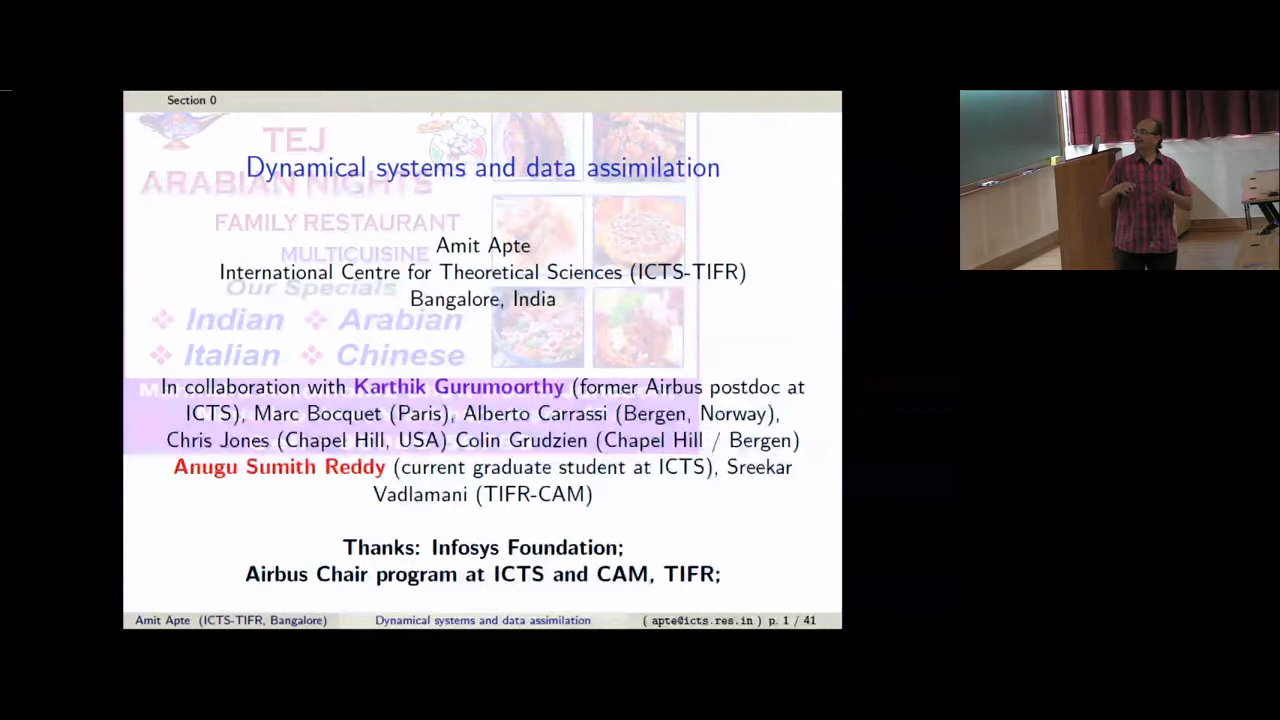 Section 0
TEJ
Dynamical systems and data assimilation
ARABIAN NIGHTS
FAMILY RESTAURANT
MULTICUISINE
Amit Apte
International Centre for Theoretical Sciences (ICTS-TIFR)
Our Specials
Bangalore, India
❖ Indian ❖ Arabian
❖ Italian ❖ Chinese
In collaboration with Karthik Gurumoorthy (former Airbus postdoc at
ICTS), Marc Bocquet (Paris), Alberto Carrassi (Bergen, Norway),
Chris Jones (Chapel Hill, USA) Colin Grudzien (Chapel Hill / Bergen)
Anugu Sumith Reddy (current graduate student at ICTS), Sreekar
Vadlamani (TIFR-CAM)
Thanks: Infosys Foundation;
Airbus Chair program at ICTS and CAM, TIFR;
Amit Apte (ICTS-TIFR, Bangalore) Dynamical systems and data assimilation ( apte@icts.res.in ) p. 1 / 41